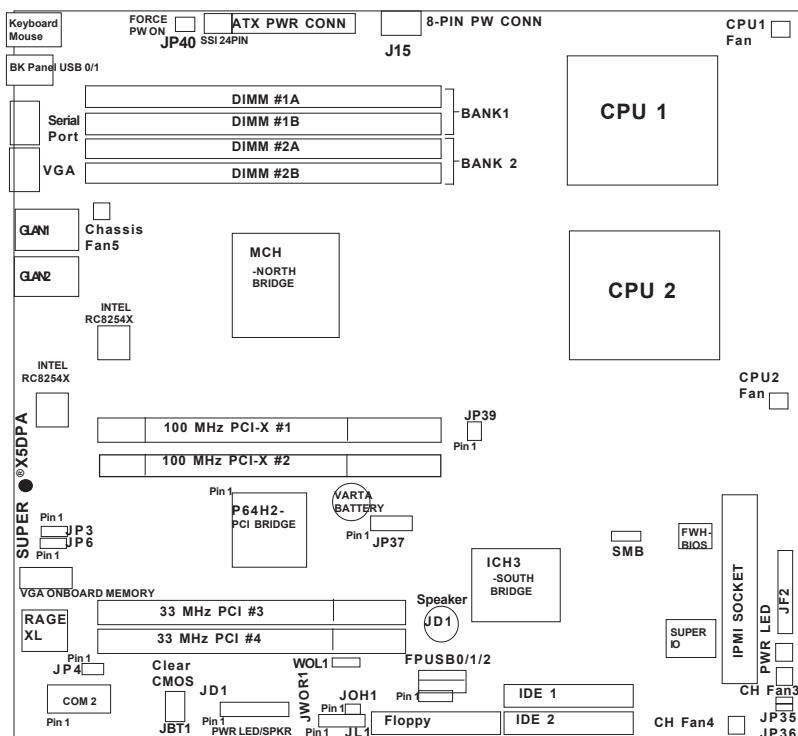 Keyboard
Mouse
FORCE
PW ON
JP40
SSI 24PIN
ATX PWR CONN
J15
8-PIN PW CONN
CPU1
Fan
BK Panel USB 0/1
DIMM #1A
DIMM #1B
BANK1
DIMM #2A
DIMM #2B
BANK 2
CPU 1
Serial
Port
VGA
GLAN1
Chassis
Fan5
GLAN2
MCH
-NORTH
BRIDGE
CPU 2
INTEL
RC8254X
INTEL
RC8254X
CPU2
Fan
100 MHz PCI-X #1
JP39
Pin 1
100 MHz PCI-X #2
SUPER ● ®X5DPA
Pin 1
P64H2-
PCI BRIDGE
VARTA
BATTERY
Pin 1
JP37
Pin 1
JP3
JP6
Pin 1
SMB
FWH-
BIOS
IPMI SOCKET
JF2
ICH3
-SOUTH
BRIDGE
VGA ONBOARD MEMORY
RAGE
XL
33 MHz PCI #3
33 MHz PCI #4
Speaker
JD1
SUPER
IO
PWR LED
Pin 1
JP4
Clear
CMOS
WOL1
FPUSB0/1/2
Pin 1
CH Fan3
COM 2
Pin 1
JBT1
JD1
Pin 1
PWR LED/SPKR
JWOR1
JOH1
Pin 1
Pin 1
JL1
Floppy
IDE 1
IDE 2
CH Fan4
JP35
JP36